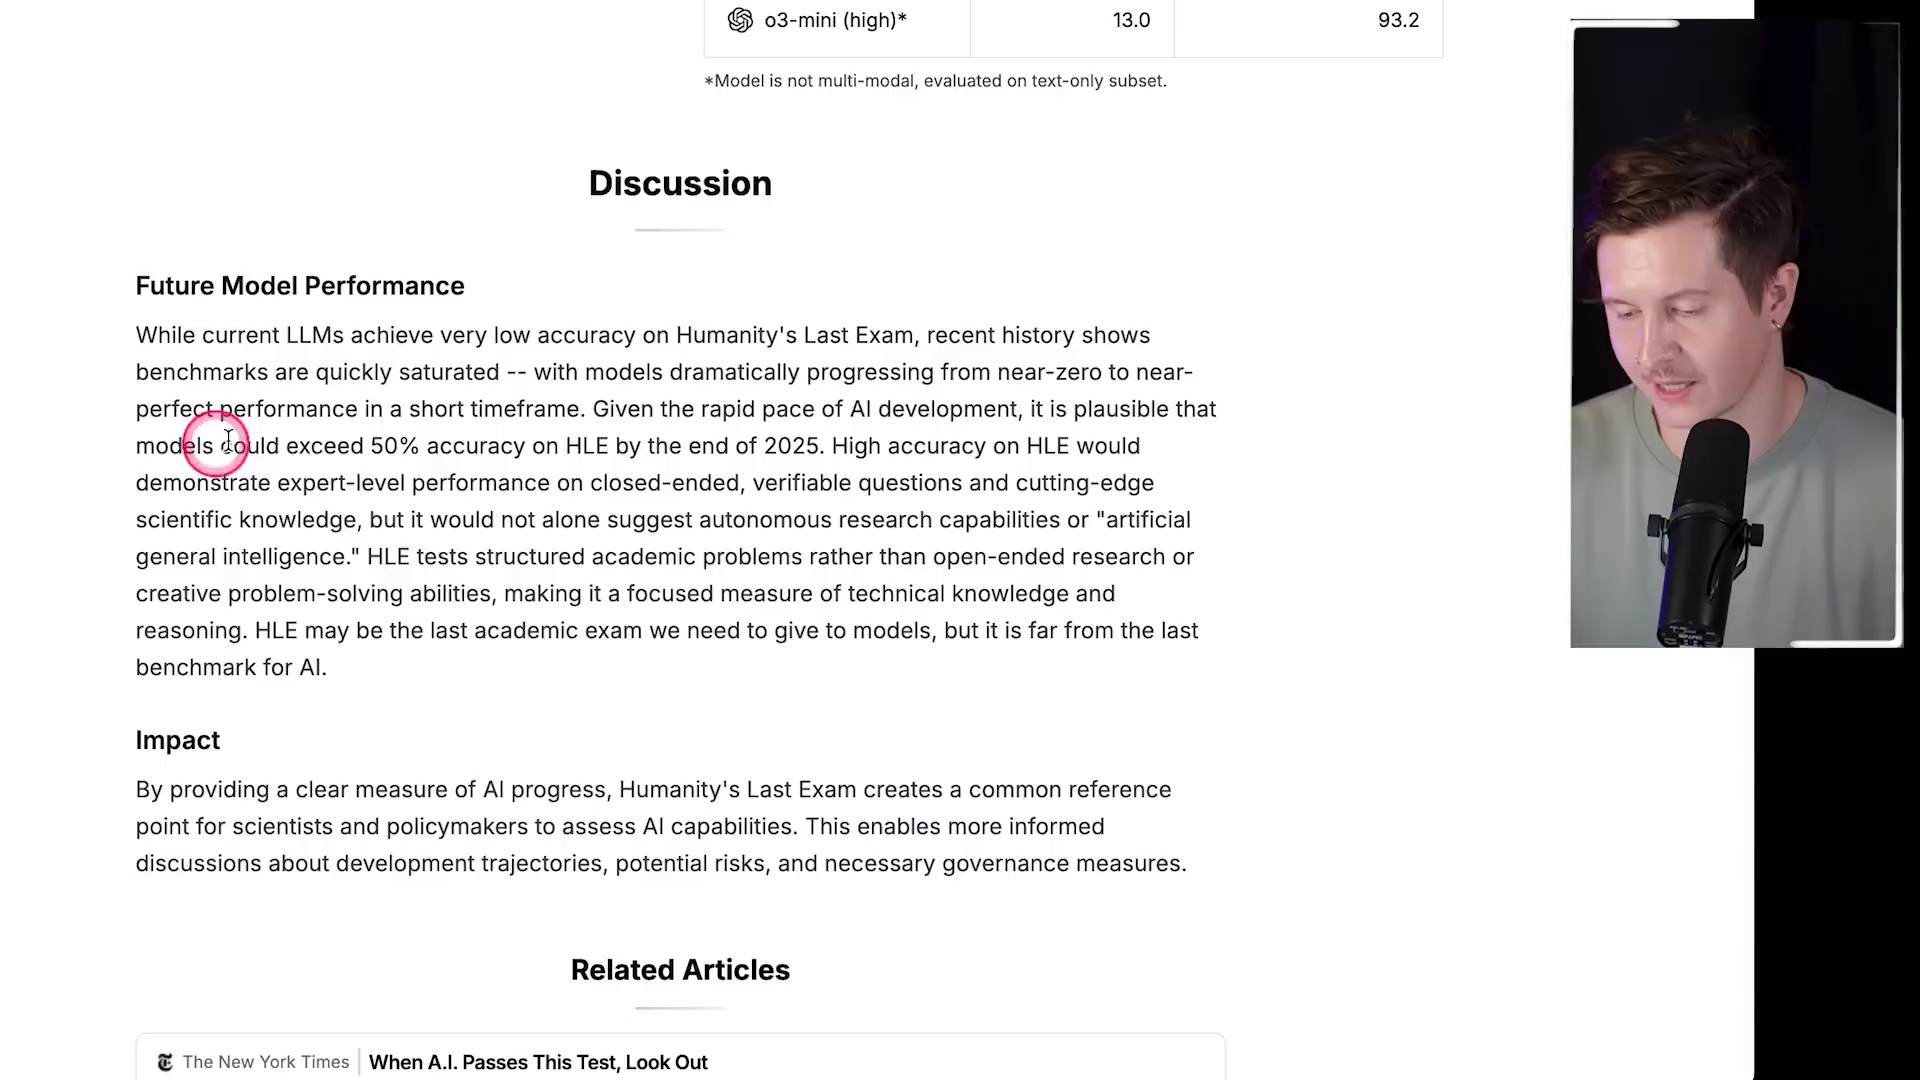 o3-mini (high)* 13.0 93.2
*Model is not multi-modal, evaluated on text-only subset.
Discussion
Future Model Performance
While current LLMs achieve very low accuracy on Humanity's Last Exam, recent history shows
benchmarks are quickly saturated -- with models dramatically progressing from near-zero to near-
perfect performance in a short timeframe. Given the rapid pace of AI development, it is plausible that
models could exceed 50% accuracy on HLE by the end of 2025. High accuracy on HLE would
demonstrate expert-level performance on closed-ended, verifiable questions and cutting-edge
scientific knowledge, but it would not alone suggest autonomous research capabilities or "artificial
general intelligence." HLE tests structured academic problems rather than open-ended research or
creative problem-solving abilities, making it a focused measure of technical knowledge and
reasoning. HLE may be the last academic exam we need to give to models, but it is far from the last
benchmark for AI.
Impact
By providing a clear measure of AI progress, Humanity's Last Exam creates a common reference
point for scientists and policymakers to assess AI capabilities. This enables more informed
discussions about development trajectories, potential risks, and necessary governance measures.
Related Articles
The New York Times When A.I. Passes This Test, Look Out